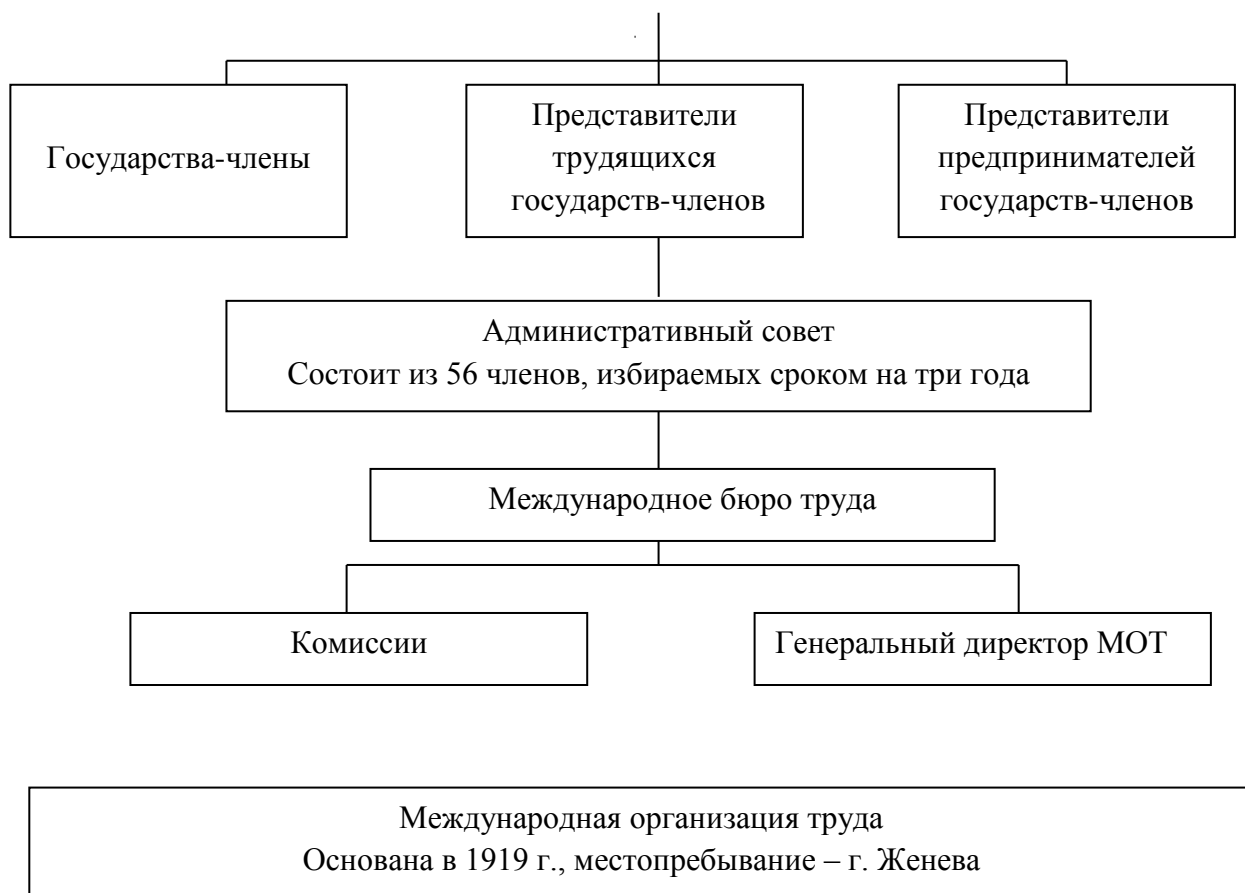 Государства-члены
Представители
трудящихся
государств-членов
Представители
предпринимателей
государств-членов
Административный совет
Состоит из 56 членов, избираемых сроком на три года
Международное бюро труда
Комиссии
Генеральный директор МОТ
Международная организация труда
Основана в 1919 г., местопребывание – г. Женева